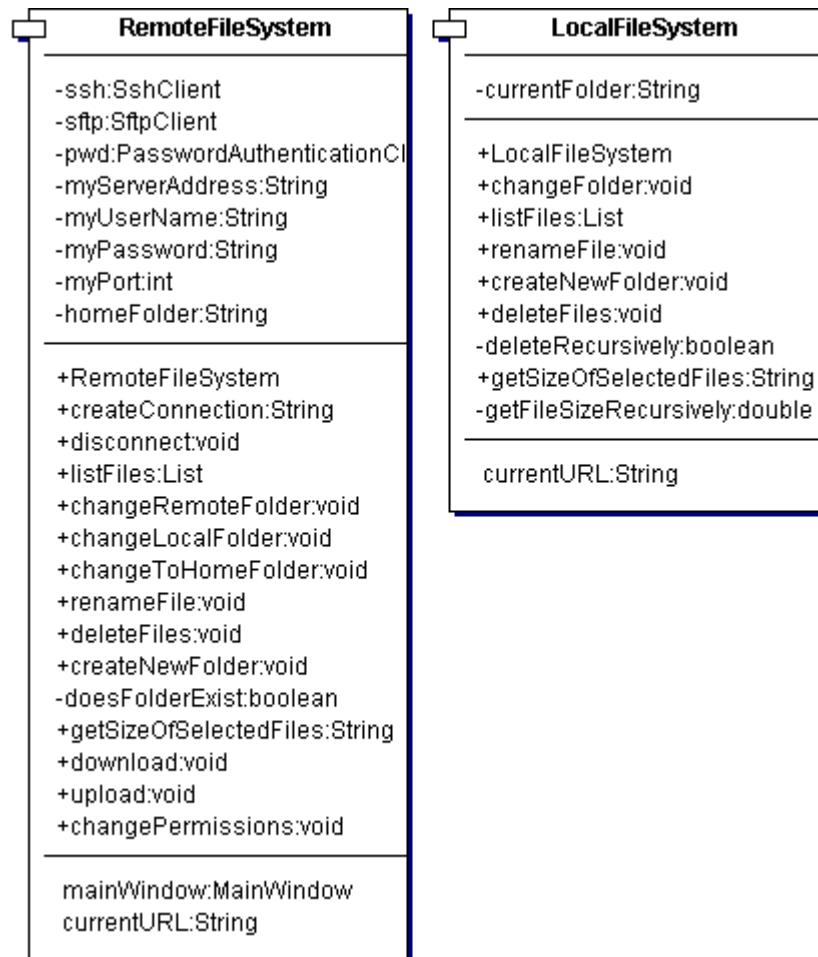 RemoteFileSystem
-ssh:SshClient
-sftp:SftpClient
-pwd:PasswordAuthenticationCl
-myServerAddress:String
-myUserName:String
-myPassword:String
-myPort:int
-homeFolder:String
+RemoteFileSystem
+createConnection:String
+disconnect:void
+listFiles:List
+changeRemoteFolder:void
+changeLocalFolder:void
+changeToHomeFolder:void
+renameFile:void
+deleteFiles:void
+createNewFolder:void
-doesFolderExist:boolean
+getSizeOfSelectedFiles:String
+download:void
+upload:void
+changePermissions:void
mainWindow:MainWindow
currentURL:String
LocalFileSystem
-currentFolder:String
+LocalFileSystem
+changeFolder:void
+listFiles:List
+renameFile:void
+createNewFolder:void
+deleteFiles:void
-deleteRecursively:boolean
+getSizeOfSelectedFiles:String
-getFileSizeRecursively:double
currentURL:String